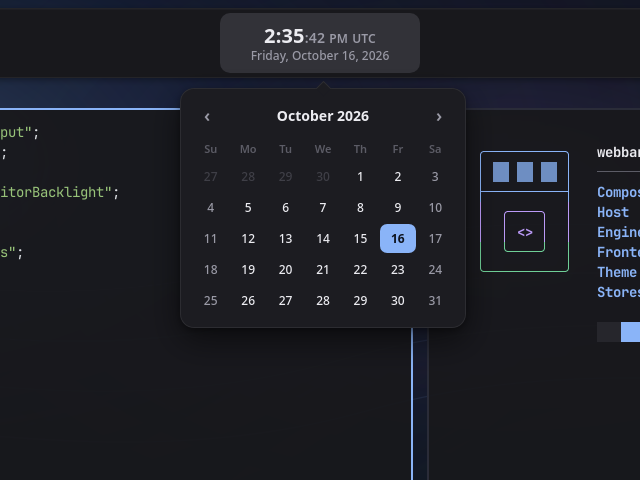 2:35:42 PM UTC
Friday, October 16, 2026
‹ October 2026 ›
Su Mo Tu We Th Fr Sa
27 28 29 30 1 2 3
4 5 6 7 8 9 10
11 12 13 14 15 16 17
18 19 20 21 22 23 24
25 26 27 28 29 30 31
put";
;
itorBacklight";
s";
<>
webbar
Compos
Host
Engine
Fronte
Theme
Stores